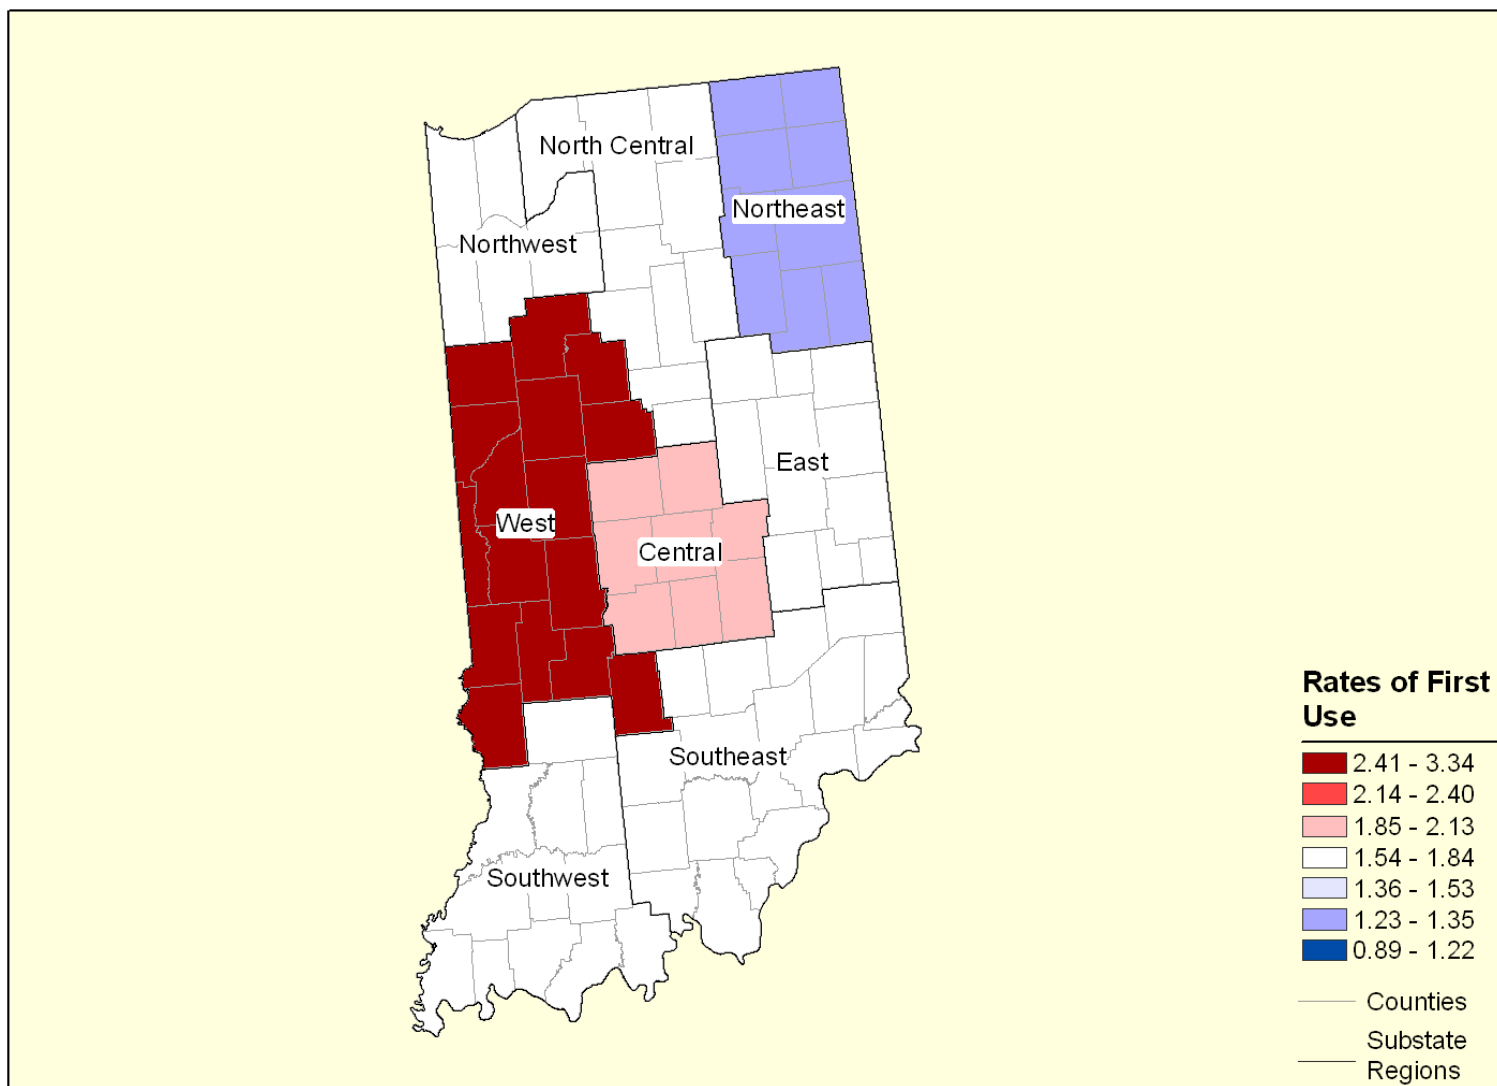 North Central
Northeast
Northwest
East
West
Central
Southeast
Southwest
Rates of First
Use
2.41 - 3.34
2.14 - 2.40
1.85 - 2.13
1.54 - 1.84
1.36 - 1.53
1.23 - 1.35
0.89 - 1.22
Counties
Substate
Regions